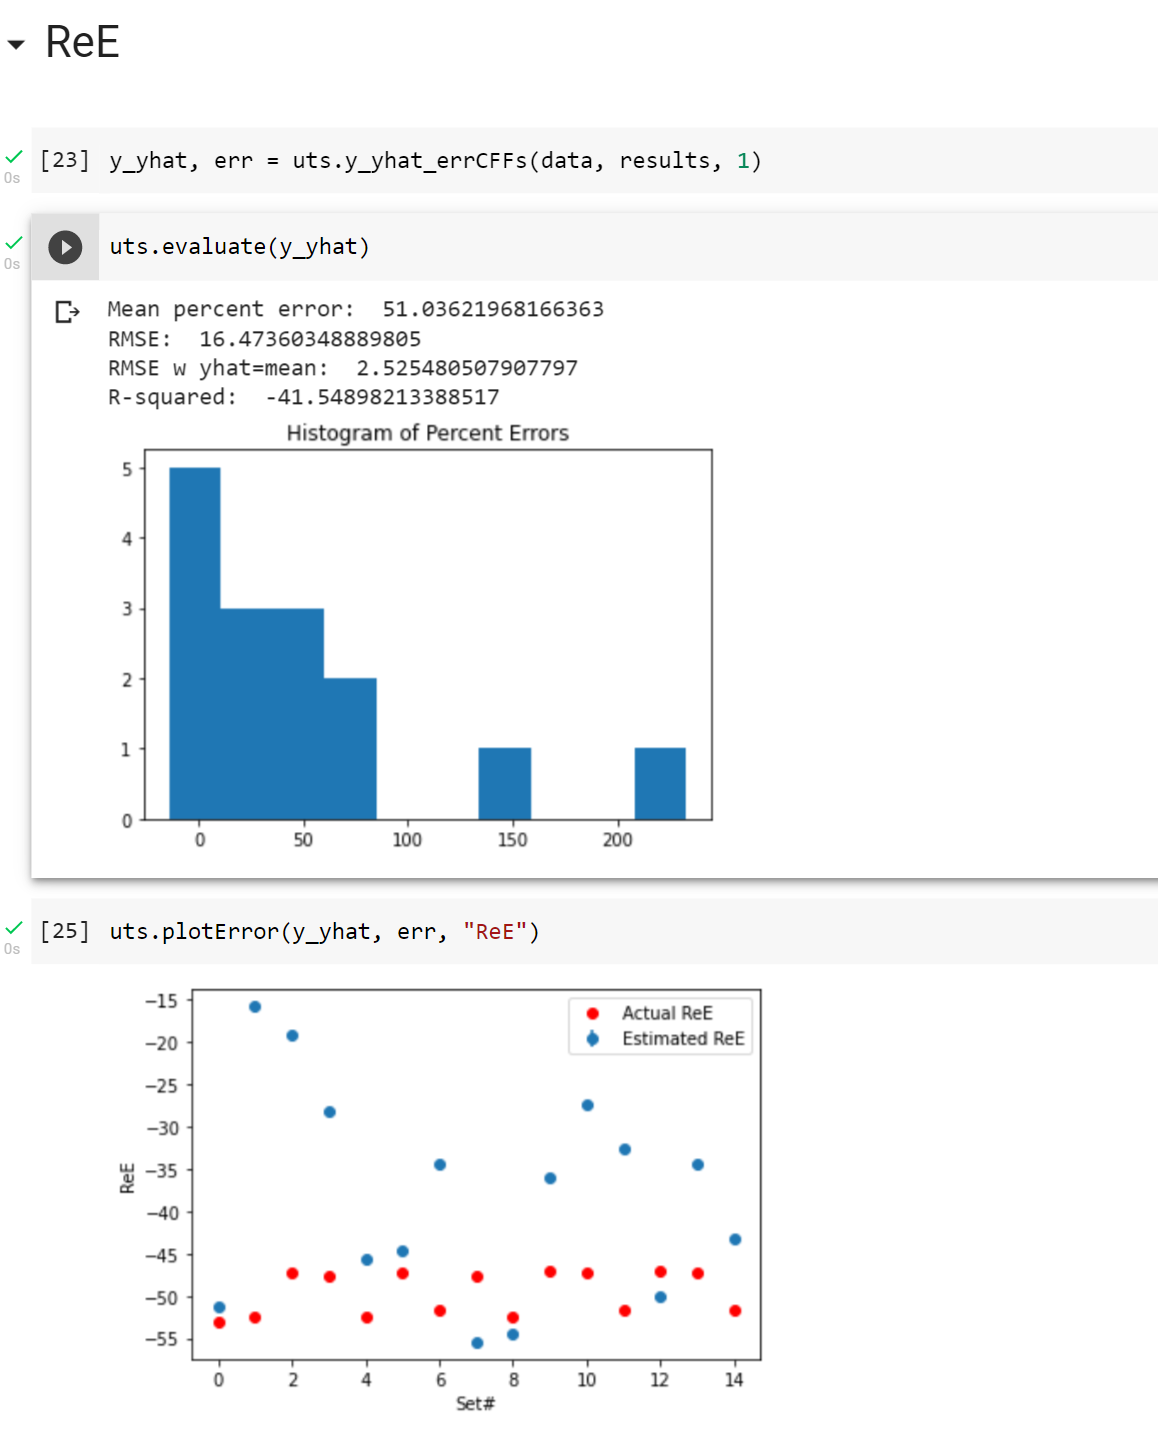 ReE
[23] y_yhat, err = uts.y_yhat_errCFFs(data, results, 1)
0s
uts.evaluate(y_yhat)
0s
Mean percent error:  51.03621968166363
RMSE:  16.47360348889805
RMSE w yhat=mean:  2.525480507907797
R-squared:  -41.54898213388517
Histogram of Percent Errors
5
4
3
2
1
0
0 50 100 150 200
[25] uts.plotError(y_yhat, err, "ReE")
0s
Actual ReE
Estimated ReE
−15
−20
−25
−30
−35
−40
−45
−50
−55
ReE
0 2 4 6 8 10 12 14
Set#